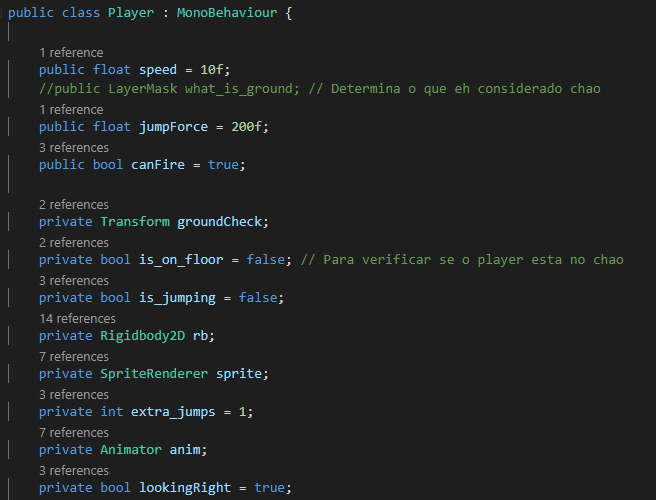 public class Player : MonoBehaviour {
1 reference
public float speed = 10f;
//public LayerMask what_is_ground; // Determina o que eh considerado chao
1 reference
public float jumpForce = 200f;
3 references
public bool canFire = true;
2 references
private Transform groundCheck;
2 references
private bool is_on_floor = false; // Para verificar se o player esta no chao
3 references
private bool is_jumping = false;
14 references
private Rigidbody2D rb;
7 references
private SpriteRenderer sprite;
3 references
private int extra_jumps = 1;
7 references
private Animator anim;
3 references
private bool lookingRight = true;